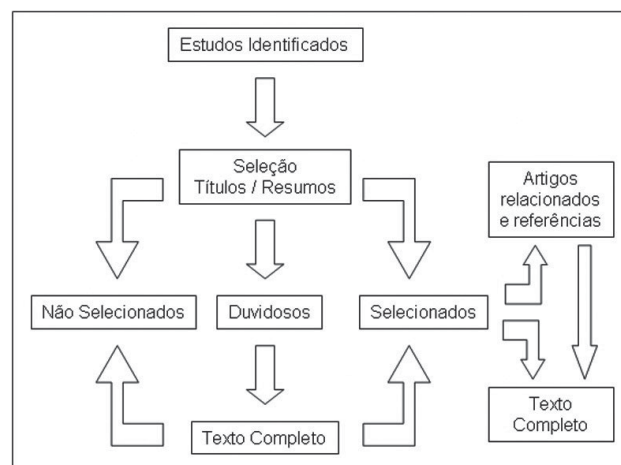 Estudos Identificados
Seleção
Títulos / Resumos
Artigos
relacionados
e referências
Não Selecionados
Duvidosos
Selecionados
Texto Completo
Texto
Completo